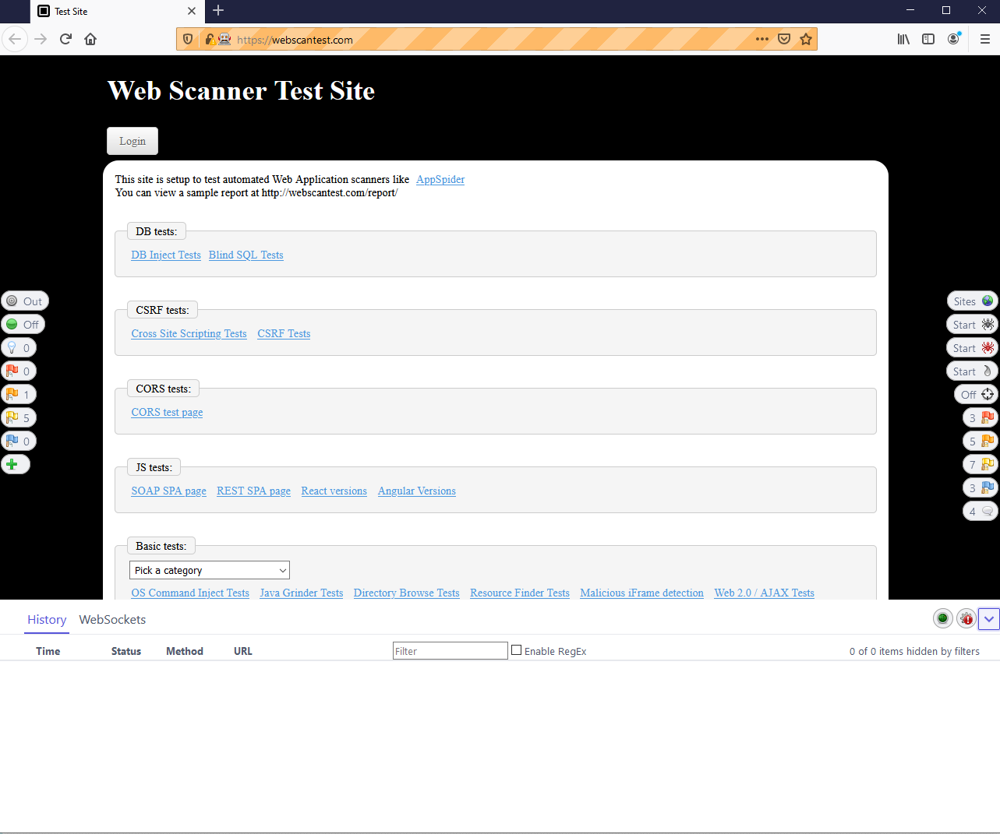 Test Site
https://webscantest.com
Web Scanner Test Site
Login
This site is setup to test automated Web Application scanners like AppSpider
You can view a sample report at http://webscantest.com/report/
DB tests:
DB Inject Tests Blind SQL Tests
CSRF tests:
Cross Site Scripting Tests CSRF Tests
CORS tests:
CORS test page
JS tests:
SOAP SPA page REST SPA page React versions Angular Versions
Basic tests:
Pick a category
OS Command Inject Tests Java Grinder Tests Directory Browse Tests Resource Finder Tests Malicious iFrame detection Web 2.0 / AJAX Tests
Out
Off
0
0
1
5
0
Sites
Start
Start
Start
Off
3
5
7
3
4
History WebSockets
Time Status Method URL Filter Enable RegEx 0 of 0 items hidden by filters